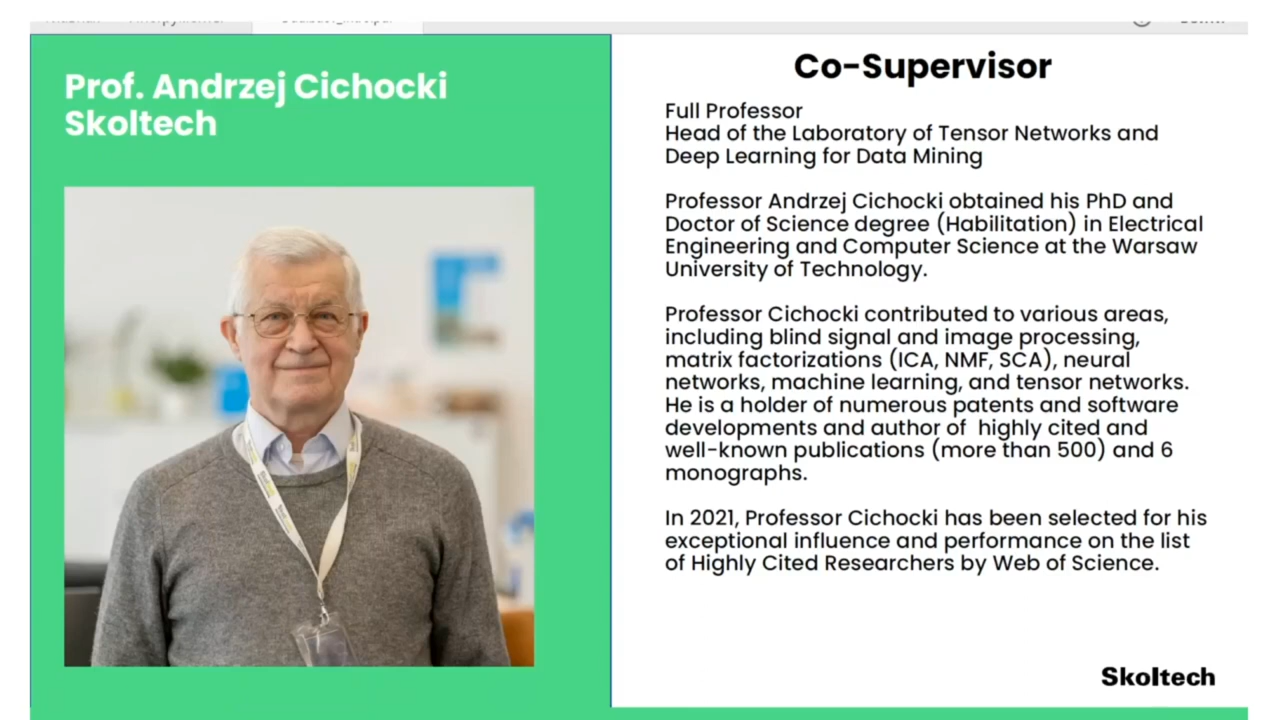 Prof. Andrzej Cichocki
Skoltech
Co-Supervisor
Full Professor
Head of the Laboratory of Tensor Networks and
Deep Learning for Data Mining
Professor Andrzej Cichocki obtained his PhD and
Doctor of Science degree (Habilitation) in Electrical
Engineering and Computer Science at the Warsaw
University of Technology.
Professor Cichocki contributed to various areas,
including blind signal and image processing,
matrix factorizations (ICA, NMF, SCA), neural
networks, machine learning, and tensor networks.
He is a holder of numerous patents and software
developments and author of  highly cited and
well-known publications (more than 500) and 6
monographs.
In 2021, Professor Cichocki has been selected for his
exceptional influence and performance on the list
of Highly Cited Researchers by Web of Science.
Skoltech